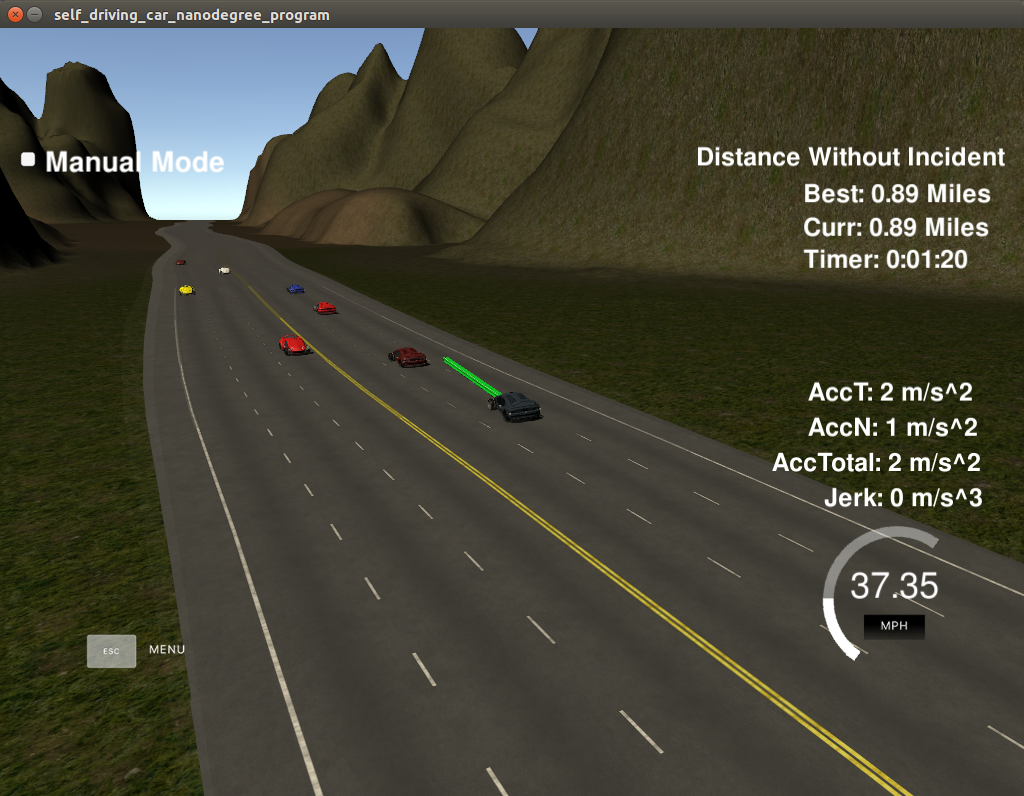 self_driving_car_nanodegree_program
Manual Mode
Distance Without Incident
Best: 0.89 Miles
Curr: 0.89 Miles
Timer: 0:01:20
AccT: 2 m/s^2
AccN: 1 m/s^2
AccTotal: 2 m/s^2
Jerk: 0 m/s^3
37.35
MPH
ESC MENU